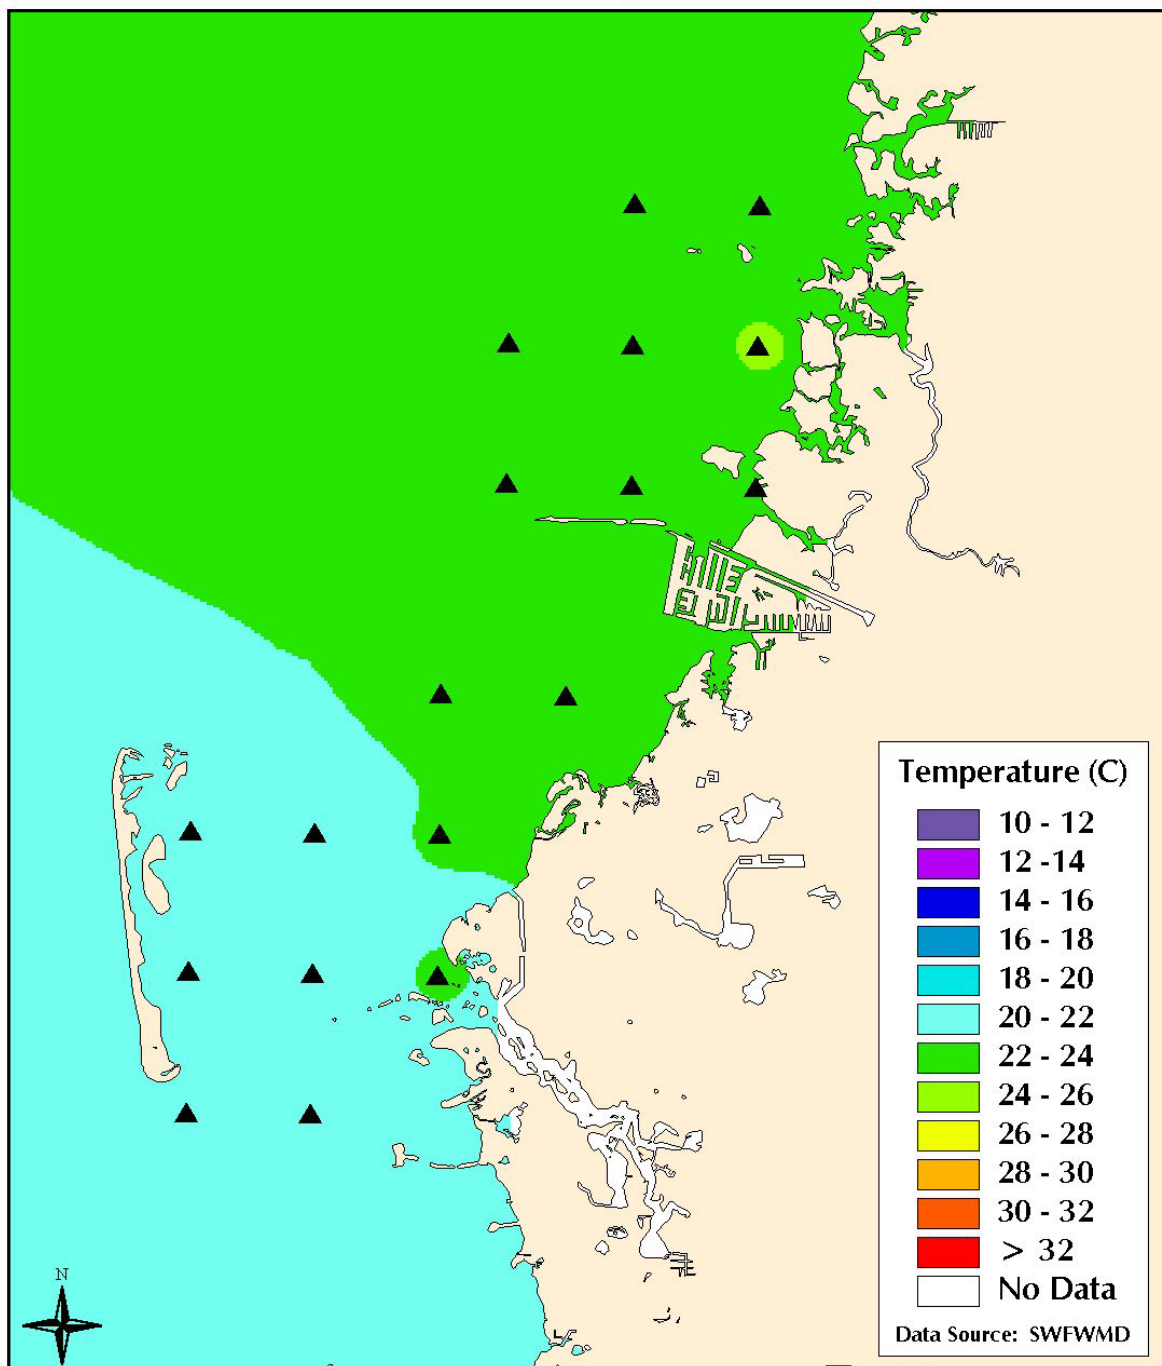 Temperature (C)
10 - 12
12 -14
14 - 16
16 - 18
18 - 20
20 - 22
22 - 24
24 - 26
26 - 28
28 - 30
30 - 32
> 32
No Data
Data Source: SWFWMD
N